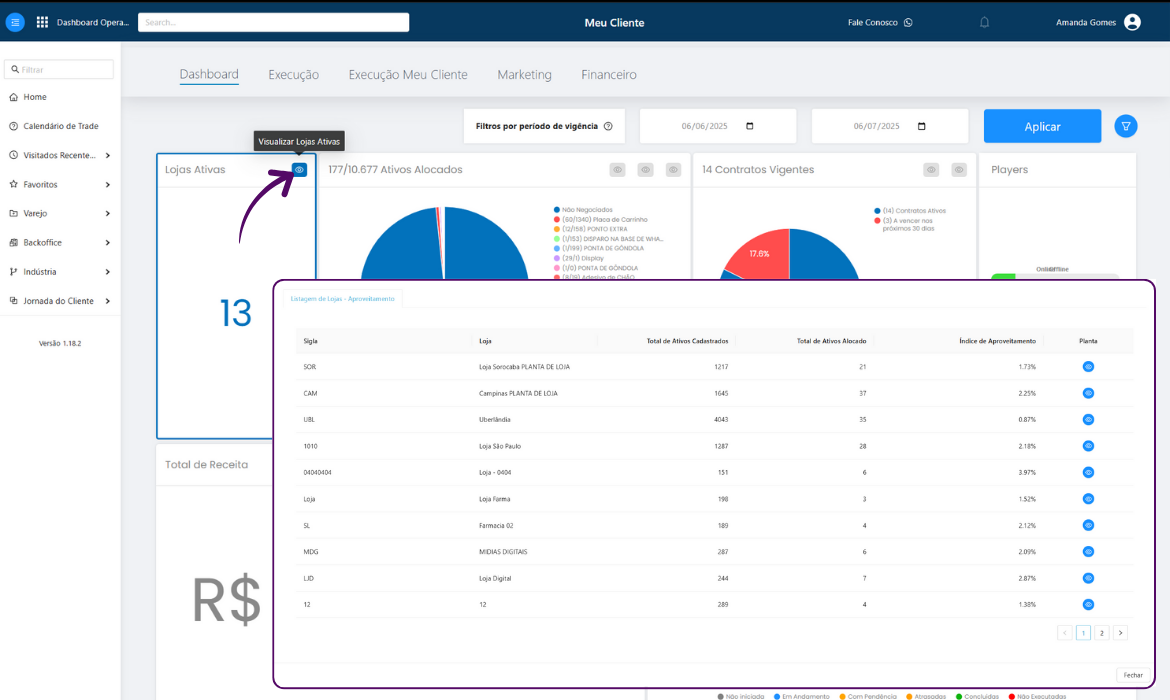 Dashboard Opera... Search... Meu Cliente Fale Conosco Amanda Gomes
Filtrar
Home
Calendário de Trade
Visitados Recente...
Favoritos
Varejo
Backoffice
Indústria
Jornada do Cliente
Versão 1.18.2
Dashboard Execução Execução Meu Cliente Marketing Financeiro
Filtros por período de vigência 06/06/2025 06/07/2025 Aplicar
Visualizar Lojas Ativas
Lojas Ativas
13
177/10.677 Ativos Alocados
Não Negociados
(60/1340) Placa de Carrinho
(12/158) PONTO EXTRA
(1/153) DISPARO NA BASE DE WHA...
(1/199) PONTA DE GÔNDOLA
(29/1) Display
(1/0) PONTA DE GÔNDOLA
(8/19) Adesivo de CHÃO
14 Contratos Vigentes
(14) Contratos Ativos
(3) A vencer nos
próximos 30 dias
17.6%
Players
Total de Receita
R$
Listagem de Lojas - Aproveitamento
Sigla Loja Total de Ativos Cadastrados Total de Ativos Alocado Índice de Aproveitamento Planta
SOR Loja Sorocaba PLANTA DE LOJA 1217 21 1.73%
CAM Campinas PLANTA DE LOJA 1645 37 2.25%
UBL Uberlândia 4043 35 0.87%
1010 Loja São Paulo 1287 28 2.18%
04040404 Loja - 0404 151 6 3.97%
Loja Loja Farma 198 3 1.52%
SL Farmacia 02 189 4 2.12%
MDG MIDIAS DIGITAIS 287 6 2.09%
LJD Loja Digital 244 7 2.87%
12 12 289 4 1.38%
< 1 2 >
Fechar
Não Iniciada Em Andamento Com Pendência Atrasadas Concluídas Não Executadas